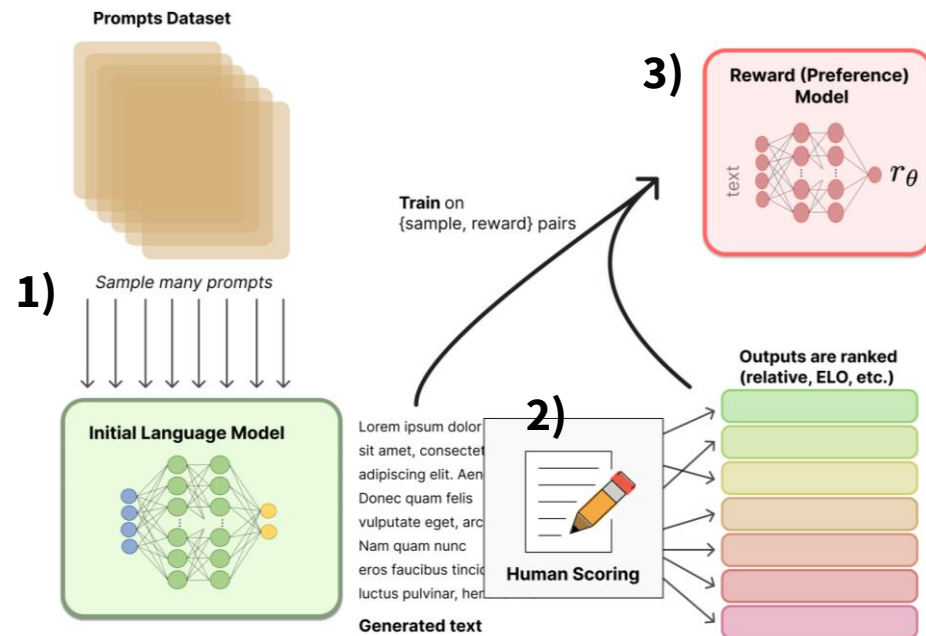 Prompts Dataset
1)
Sample many prompts
Initial Language Model
Train on
{sample, reward} pairs
Lorem ipsum dolor
sit amet, consectet
adipiscing elit. Aen
Donec quam felis
vulputate eget, arc
Nam quam nunc
eros faucibus tincid
luctus pulvinar, hen
Generated text
2)
Human Scoring
3)
Reward (Preference)
Model
text
rθ
Outputs are ranked
(relative, ELO, etc.)